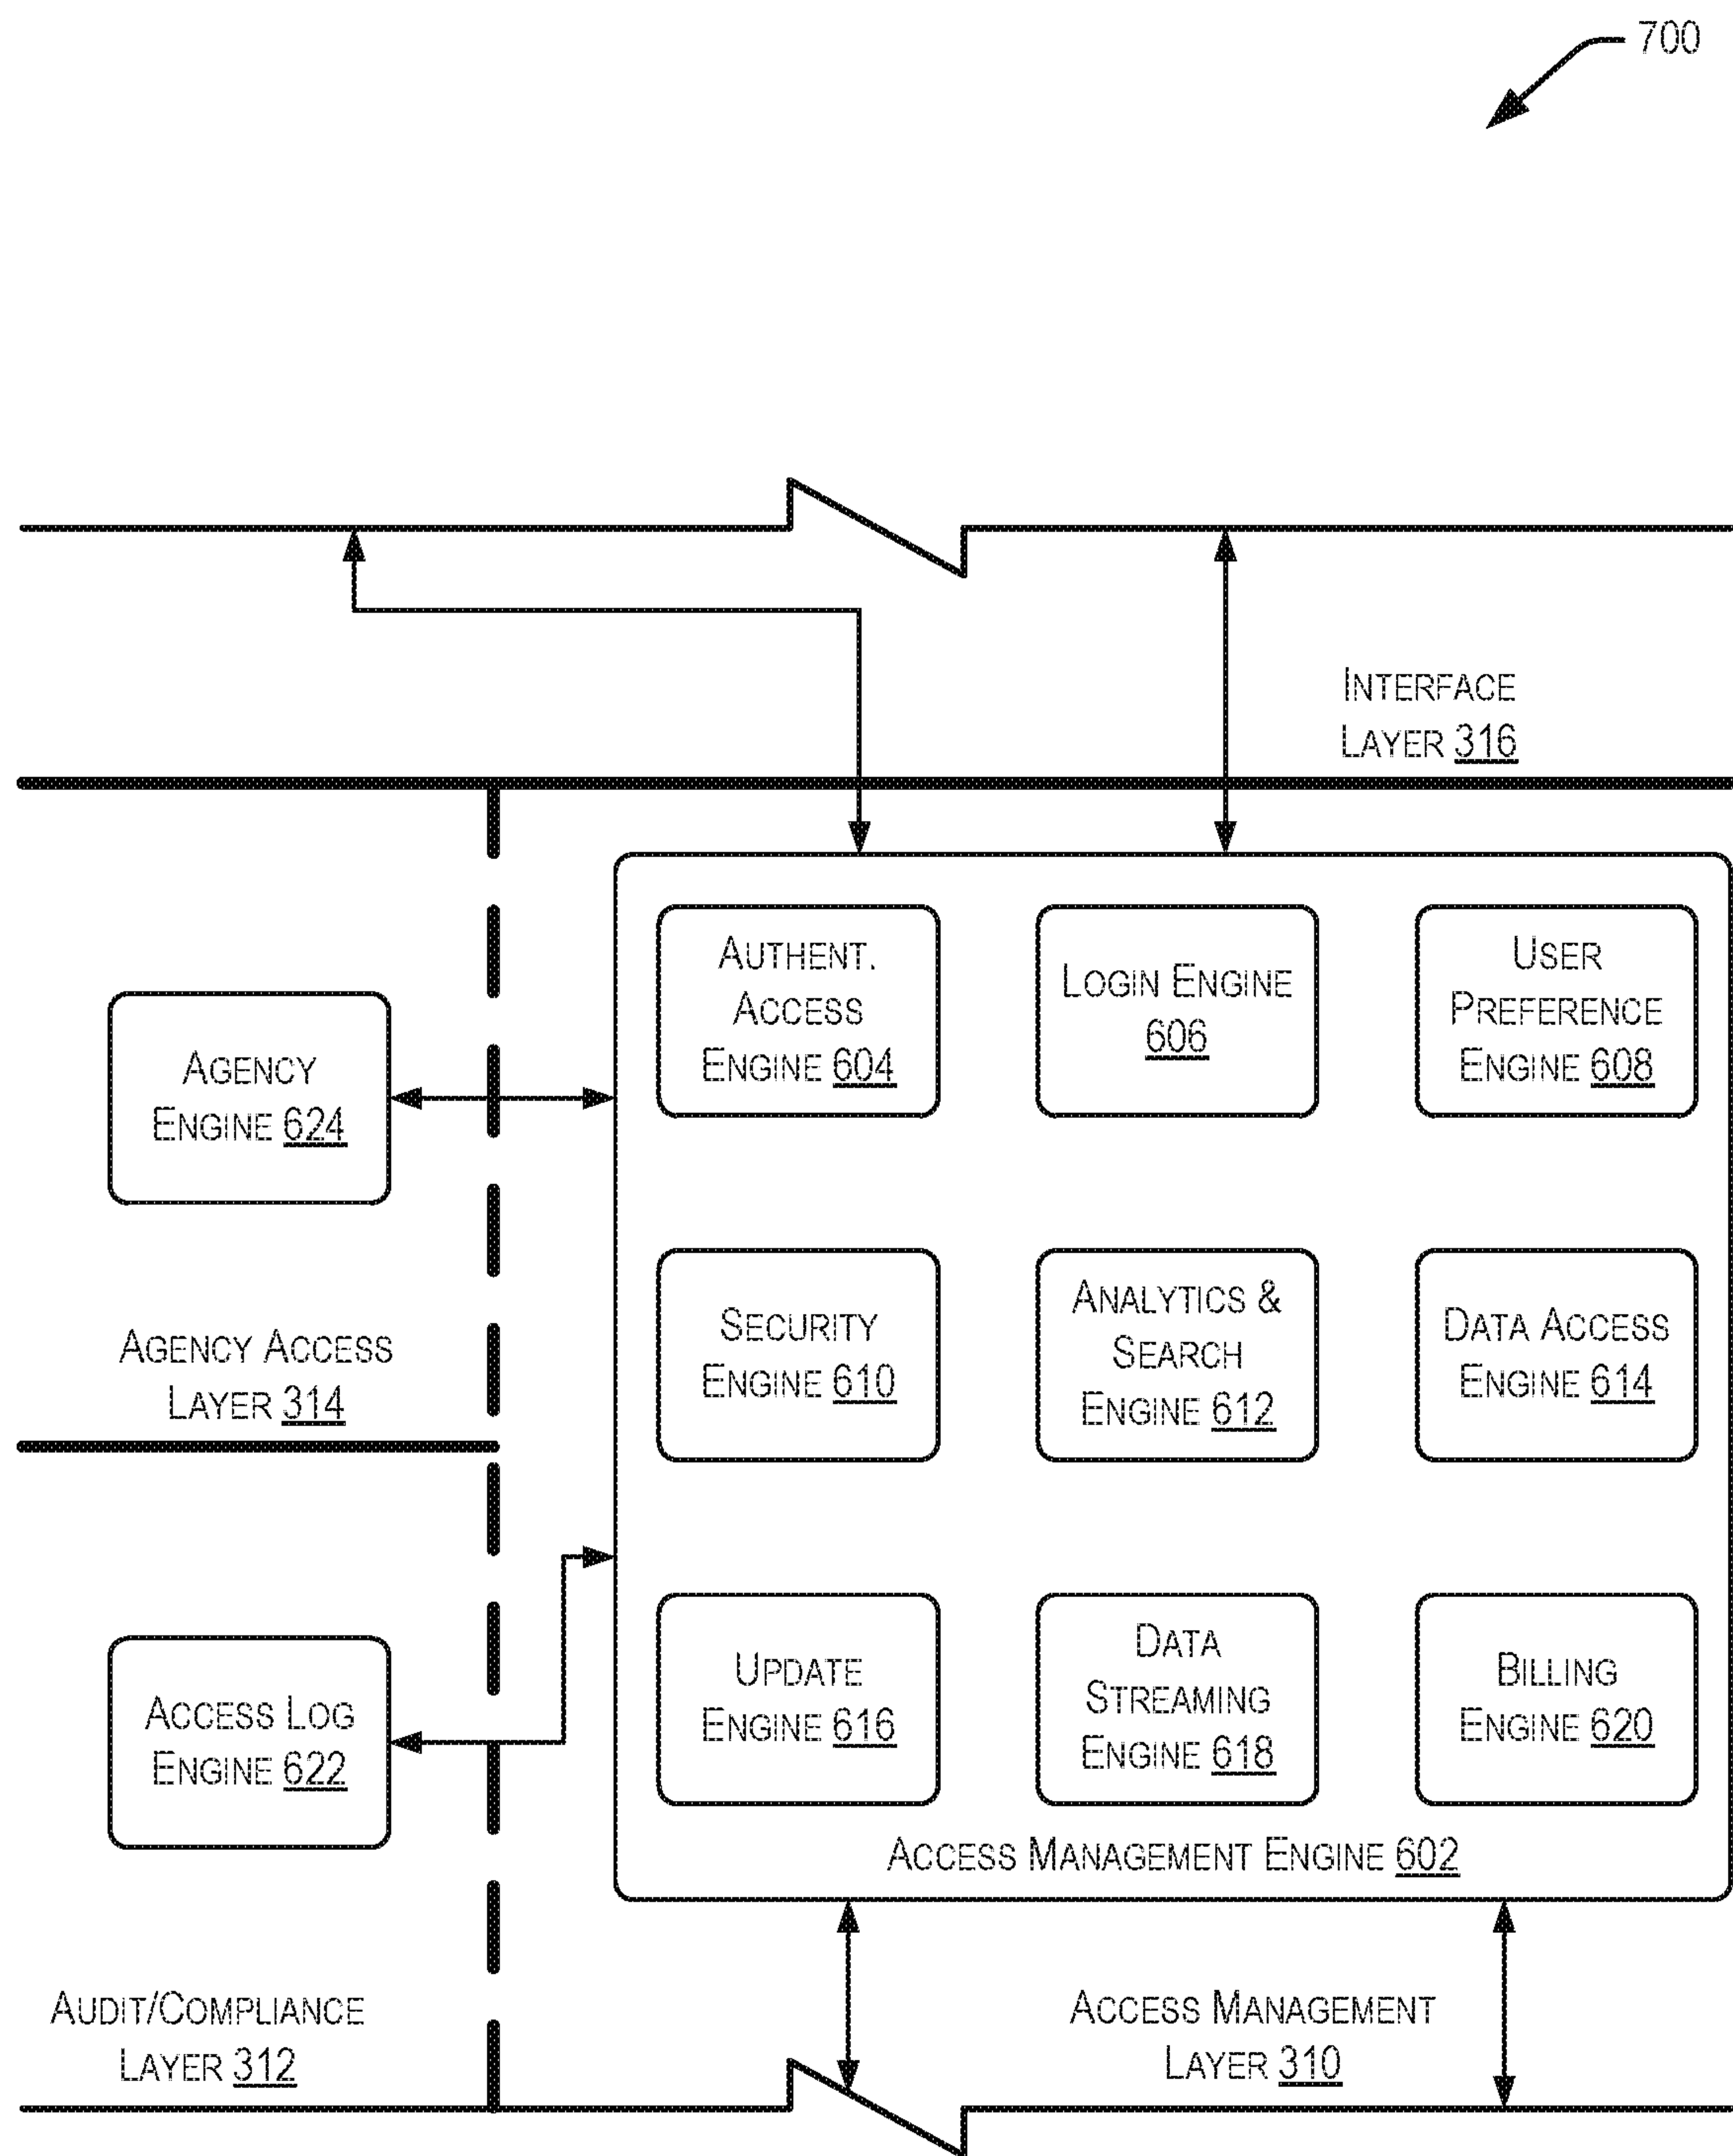 700
INTERFACE
LAYER 316
AUTHENT.
ACCESS
ENGINE 604
LOGIN ENGINE
606
USER
PREFERENCE
ENGINE 608
AGENCY
ENGINE 624
SECURITY
ENGINE 610
ANALYTICS &
SEARCH
ENGINE 612
DATA ACCESS
ENGINE 614
AGENCY ACCESS
LAYER 314
UPDATE
ENGINE 616
DATA
STREAMING
ENGINE 618
BILLING
ENGINE 620
ACCESS LOG
ENGINE 622
ACCESS MANAGEMENT ENGINE 602
AUDIT/COMPLIANCE
LAYER 312
ACCESS MANAGEMENT
LAYER 310